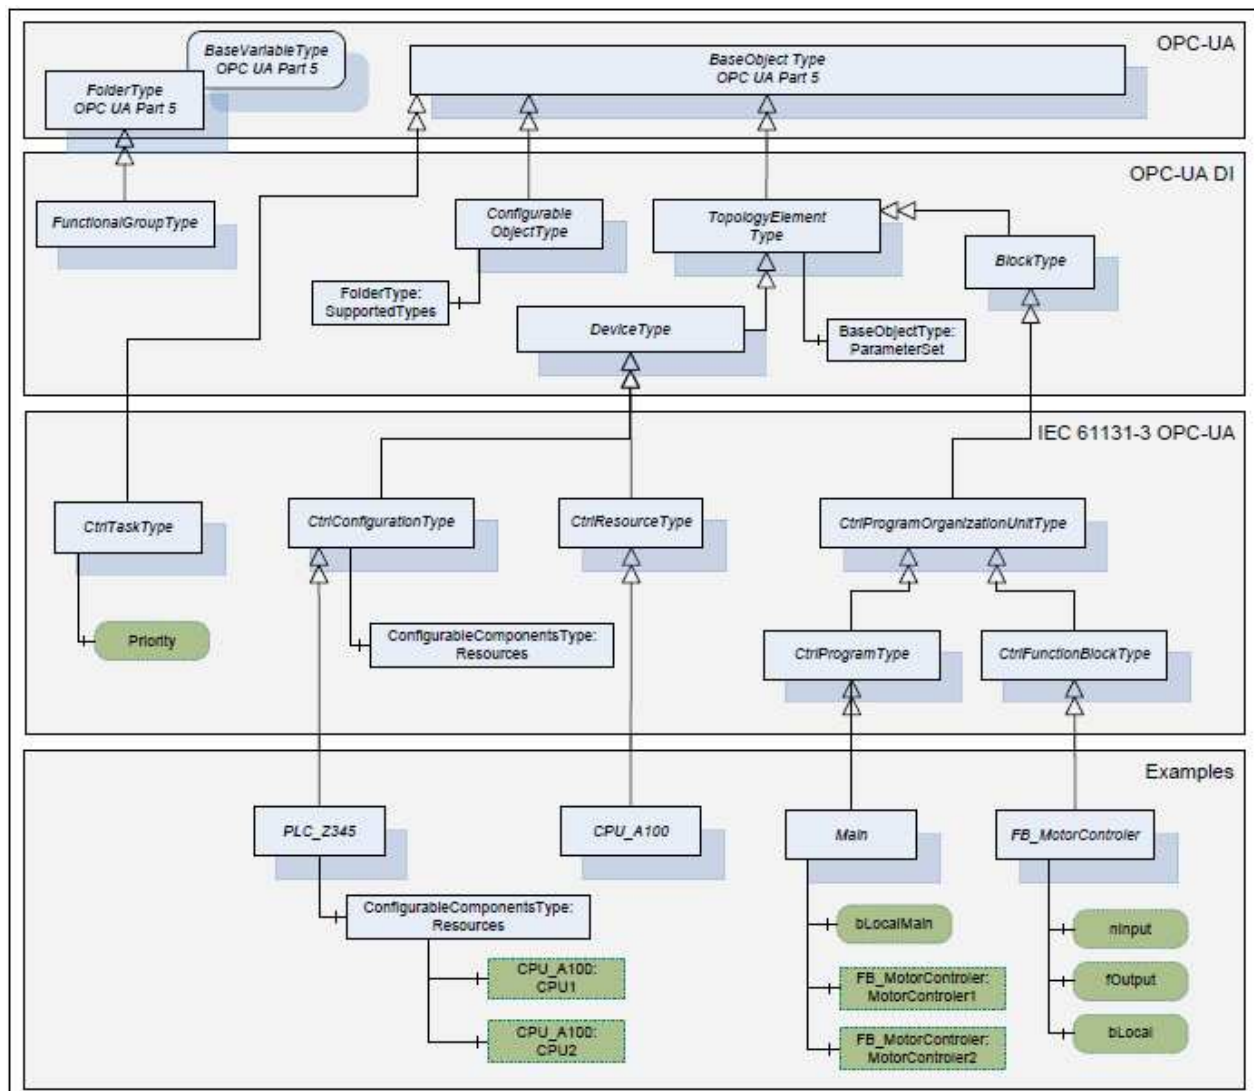 OPC-UA
BaseVariableType
OPC UA Part 5
FolderType
OPC UA Part 5
BaseObject Type
OPC UA Part 5
OPC-UA DI
FunctionalGroupType
Configurable
ObjectType
TopologyElement
Type
BlockType
FolderType:
SupportedTypes
DeviceType
BaseObjectType:
ParameterSet
IEC 61131-3 OPC-UA
CtrlTaskType
CtrlConfigurationType
CtrlResourceType
CtrlProgramOrganizationUnitType
Priority
ConfigurableComponentsType:
Resources
CtrlProgramType
CtrlFunctionBlockType
Examples
PLC_Z345
CPU_A100
Main
FB_MotorControler
ConfigurableComponentsType:
Resources
CPU_A100:
CPU1
CPU_A100:
CPU2
bLocalMain
FB_MotorControler:
MotorControler1
FB_MotorControler:
MotorControler2
nInput
fOutput
bLocal